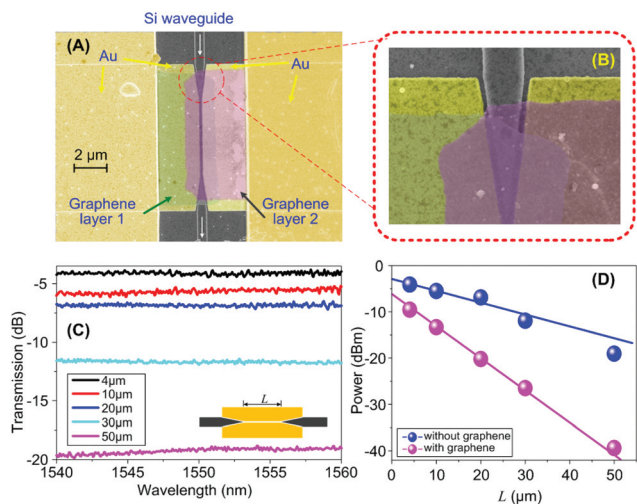 Si waveguide
(A)
Au
Au
2 μm
Graphene
layer 1
Graphene
layer 2
(B)
Transmission (dB)
-5
-10
-15
-20
(C)
4μm
10μm
20μm
30μm
50μm
L
1540
1545
1550
1555
1560
Wavelength (nm)
Power (dBm)
0
-10
-20
-30
-40
(D)
without graphene
with graphene
0
10
20
30
40
50
L (μm)